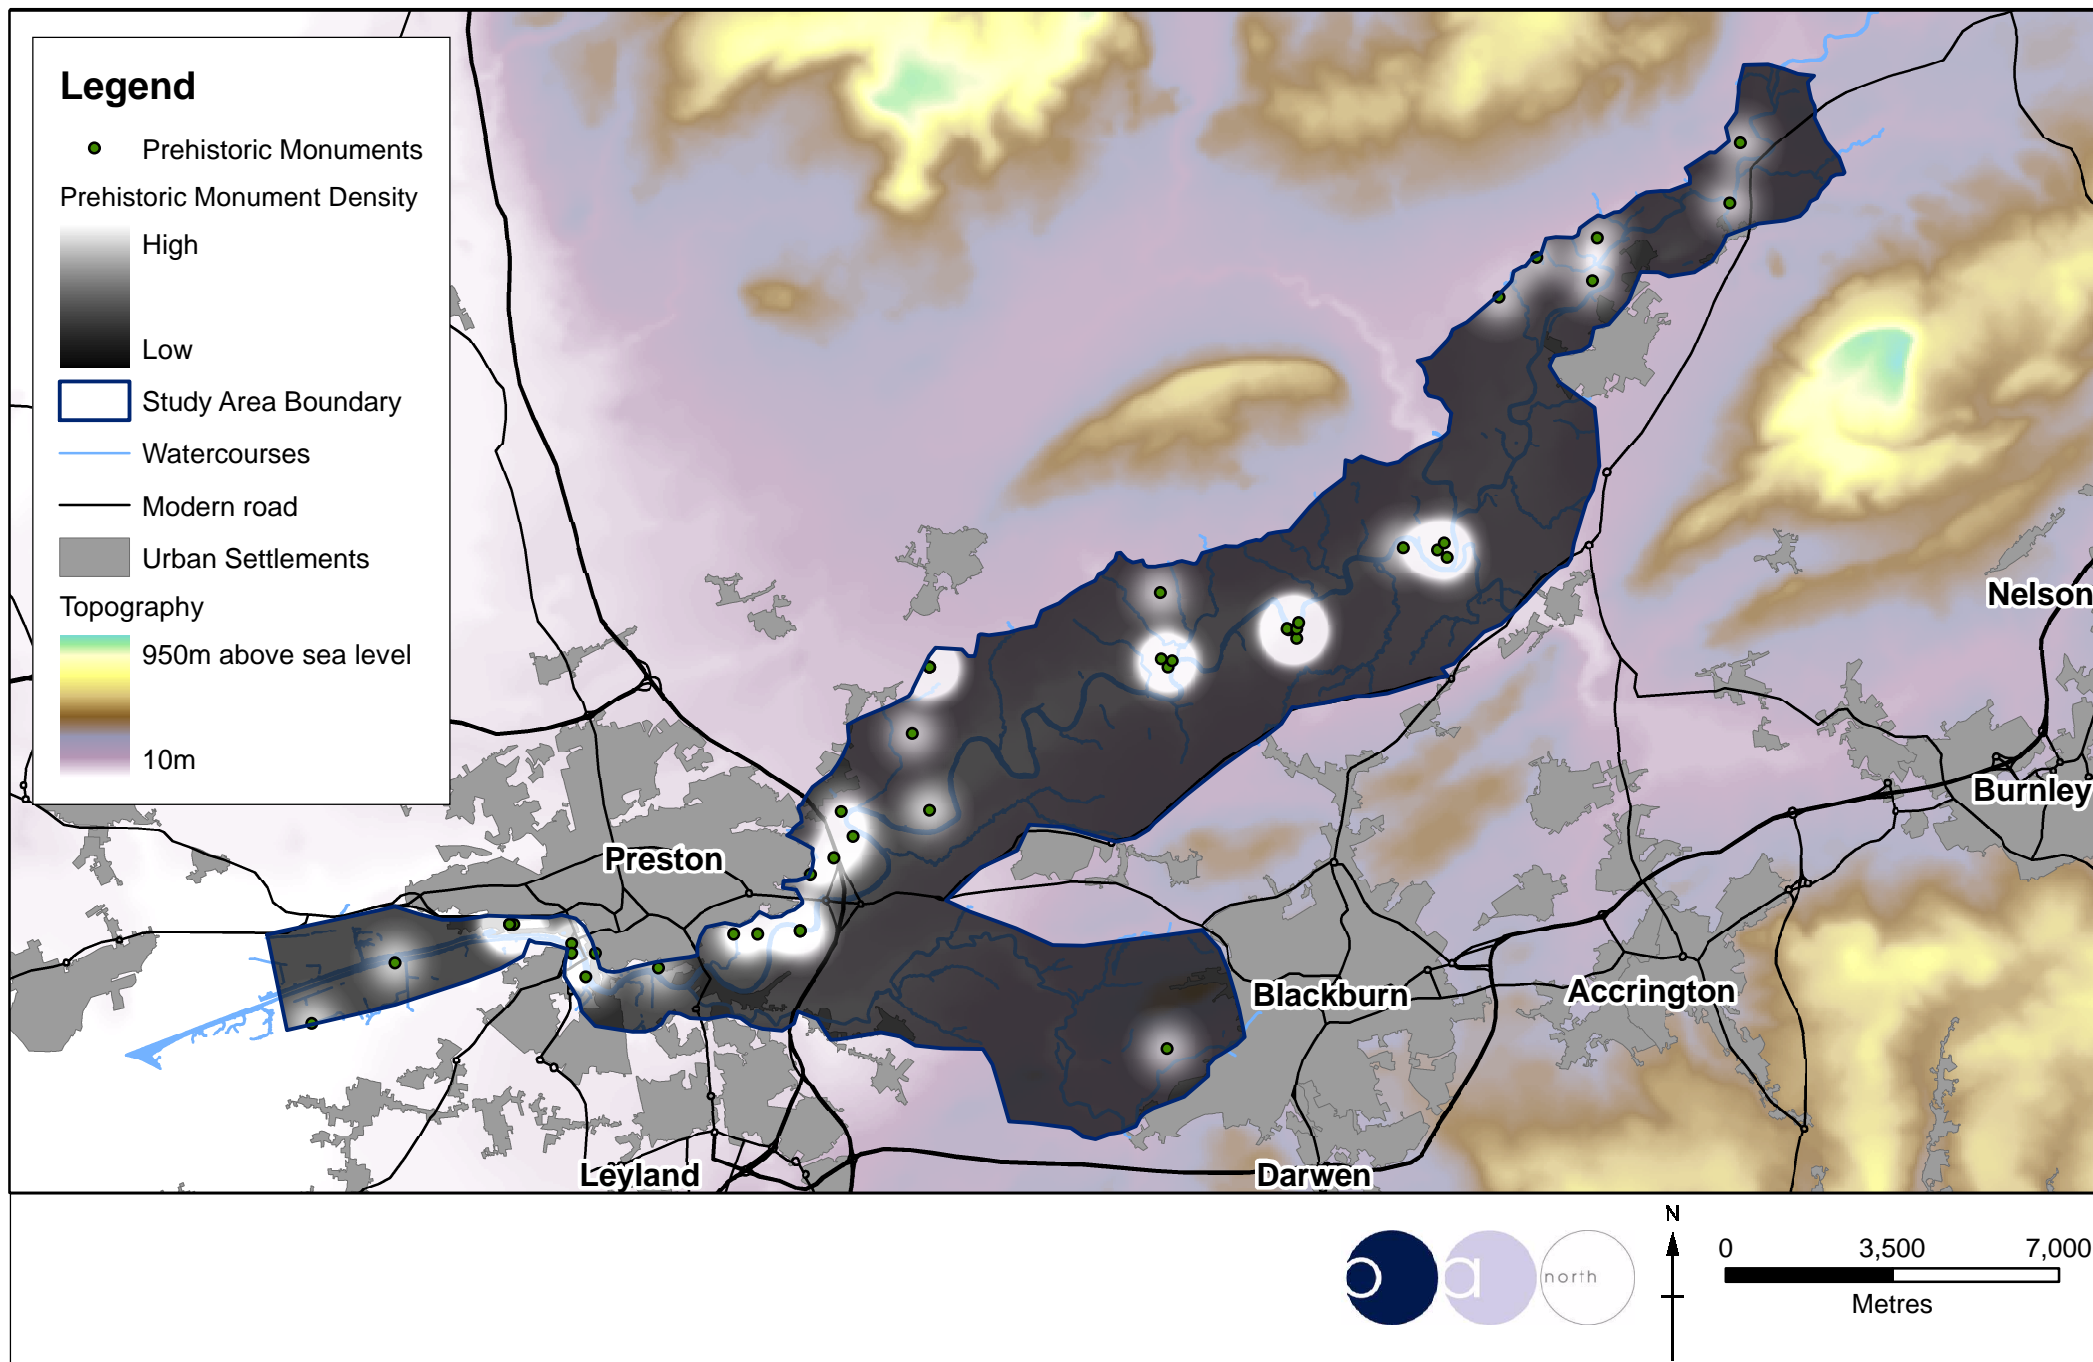 Legend
Prehistoric Monuments
Prehistoric Monument Density
High
Low
Study Area Boundary
Watercourses
Modern road
Urban Settlements
Topography
950m above sea level
10m
Nelson
Burnley
Preston
Blackburn
Accrington
Leyland
Darwen
N
0 3,500 7,000
Metres
o a north